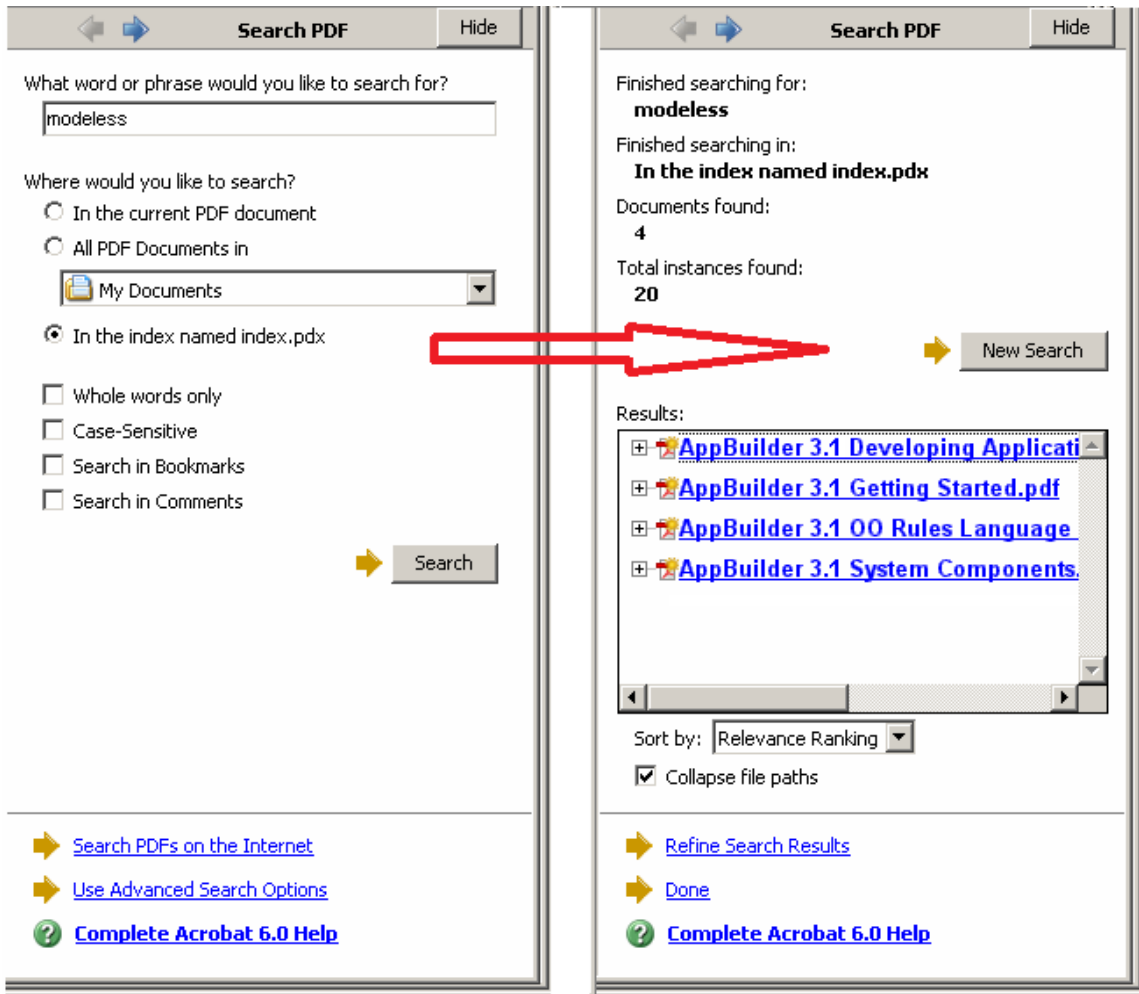 Search PDF
Hide
What word or phrase would you like to search for?
modeless
Where would you like to search?
In the current PDF document
All PDF Documents in
My Documents
In the index named index.pdx
Whole words only
Case-Sensitive
Search in Bookmarks
Search in Comments
Search
Search PDFs on the Internet
Use Advanced Search Options
Complete Acrobat 6.0 Help
Search PDF
Hide
Finished searching for:
modeless
Finished searching in:
In the index named index.pdx
Documents found:
4
Total instances found:
20
New Search
Results:
AppBuilder 3.1 Developing Applicati
AppBuilder 3.1 Getting Started.pdf
AppBuilder 3.1 OO Rules Language
AppBuilder 3.1 System Components.
Sort by: Relevance Ranking
Collapse file paths
Refine Search Results
Done
Complete Acrobat 6.0 Help